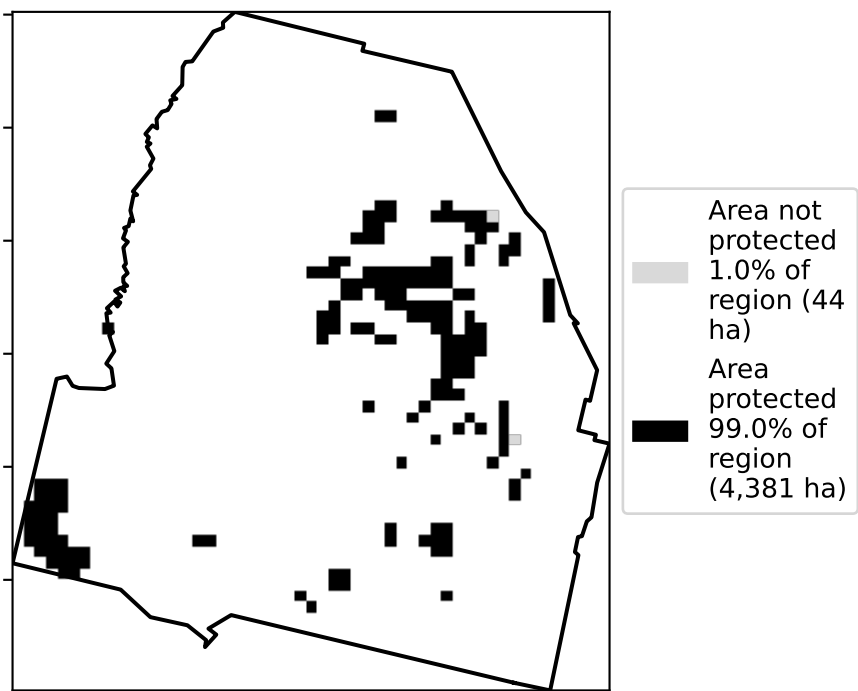 Area not
protected
1.0% of
region (44
ha)
Area
protected
99.0% of
region
(4,381 ha)